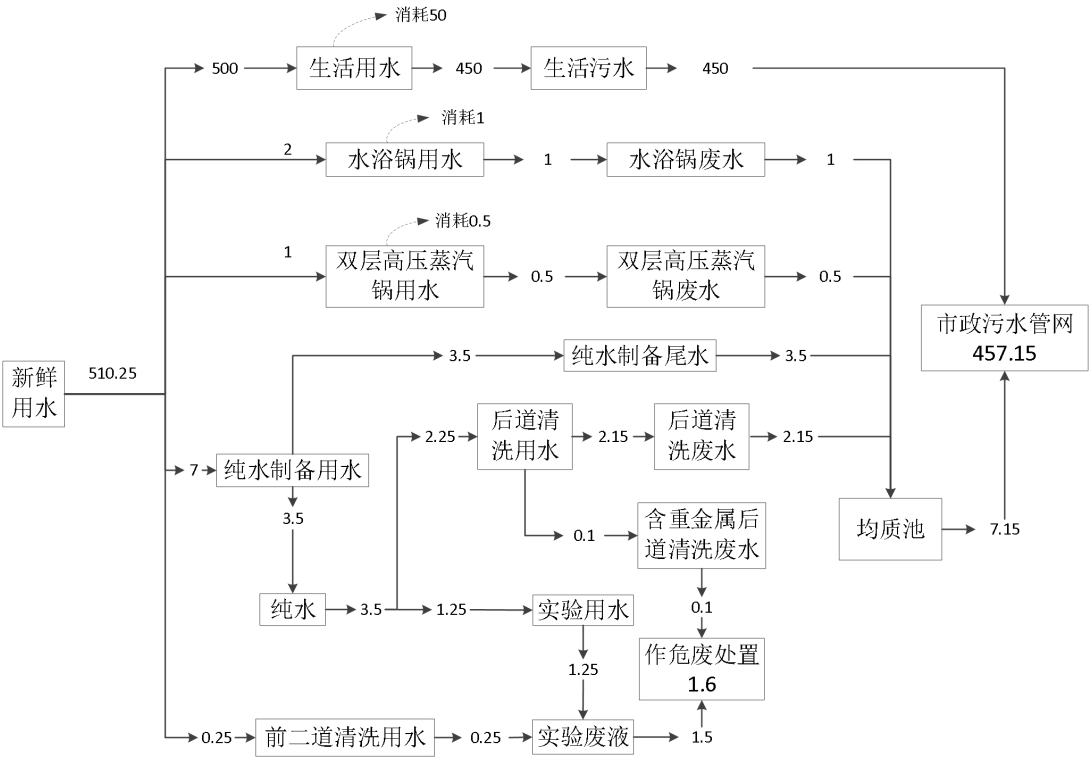 消耗50
500
生活用水
450
生活污水
450
消耗1
2
水浴锅用水
1
水浴锅废水
1
消耗0.5
1
双层高压蒸汽
锅用水
0.5
双层高压蒸汽
锅废水
0.5
市政污水管网
457.15
3.5
纯水制备尾水
3.5
新鲜
用水
510.25
2.25
后道清
洗用水
2.15
后道清
洗废水
2.15
7
纯水制备用水
3.5
含重金属后
道清洗废水
0.1
均质池
7.15
纯水
3.5
1.25
实验用水
0.1
1.25
作危废处置
1.6
0.25
前二道清洗用水
0.25
实验废液
1.5